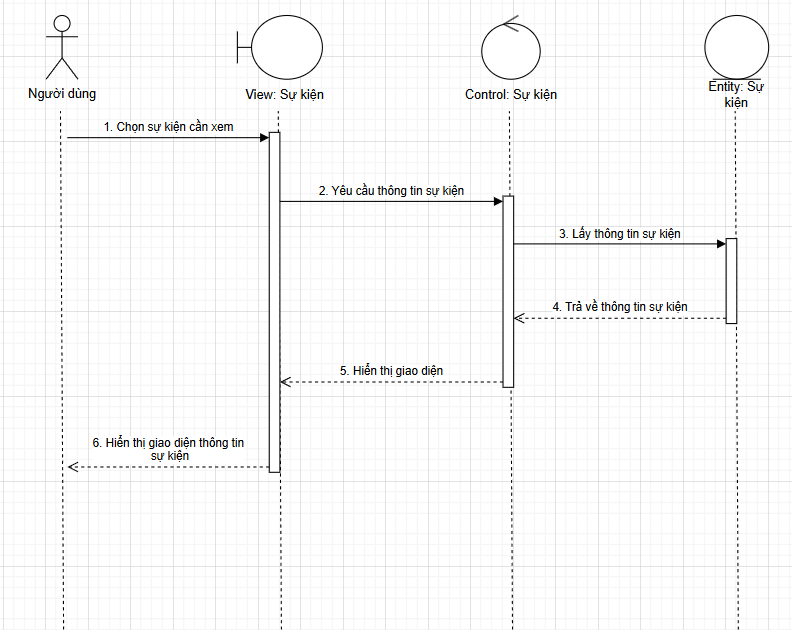 Người dùng
View: Sự kiện
Control: Sự kiện
Entity: Sự
kiện
1. Chọn sự kiện cần xem
2. Yêu cầu thông tin sự kiện
3. Lấy thông tin sự kiện
4. Trả về thông tin sự kiện
5. Hiển thị giao diện
6. Hiển thị giao diện thông tin
sự kiện